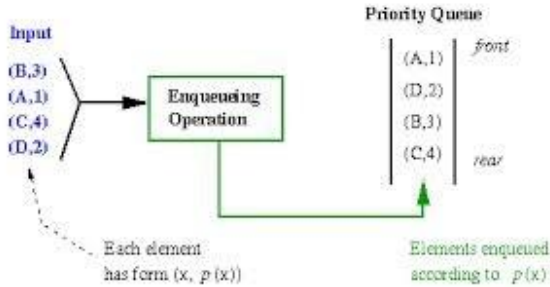 Input
(B,3)
(A,1)
(C,4)
(D,2)
Enqueueing
Operation
Priority Queue
(A,1)
(D,2)
(B,3)
(C,4)
front
rear
Each element
has form (x, p(x))
Elements enqueued
according to p(x)